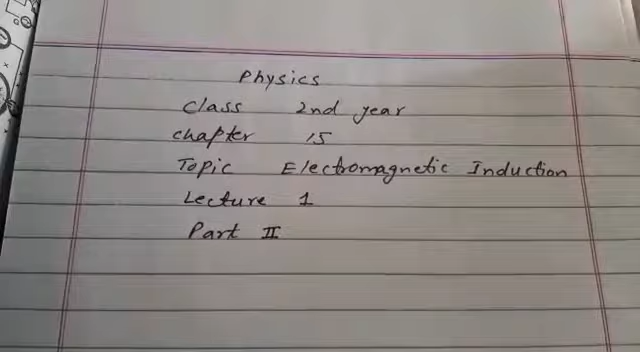 Physics
Class 2nd year
Chapter 15
Topic Electromagnetic Induction
Lecture 1
Part II